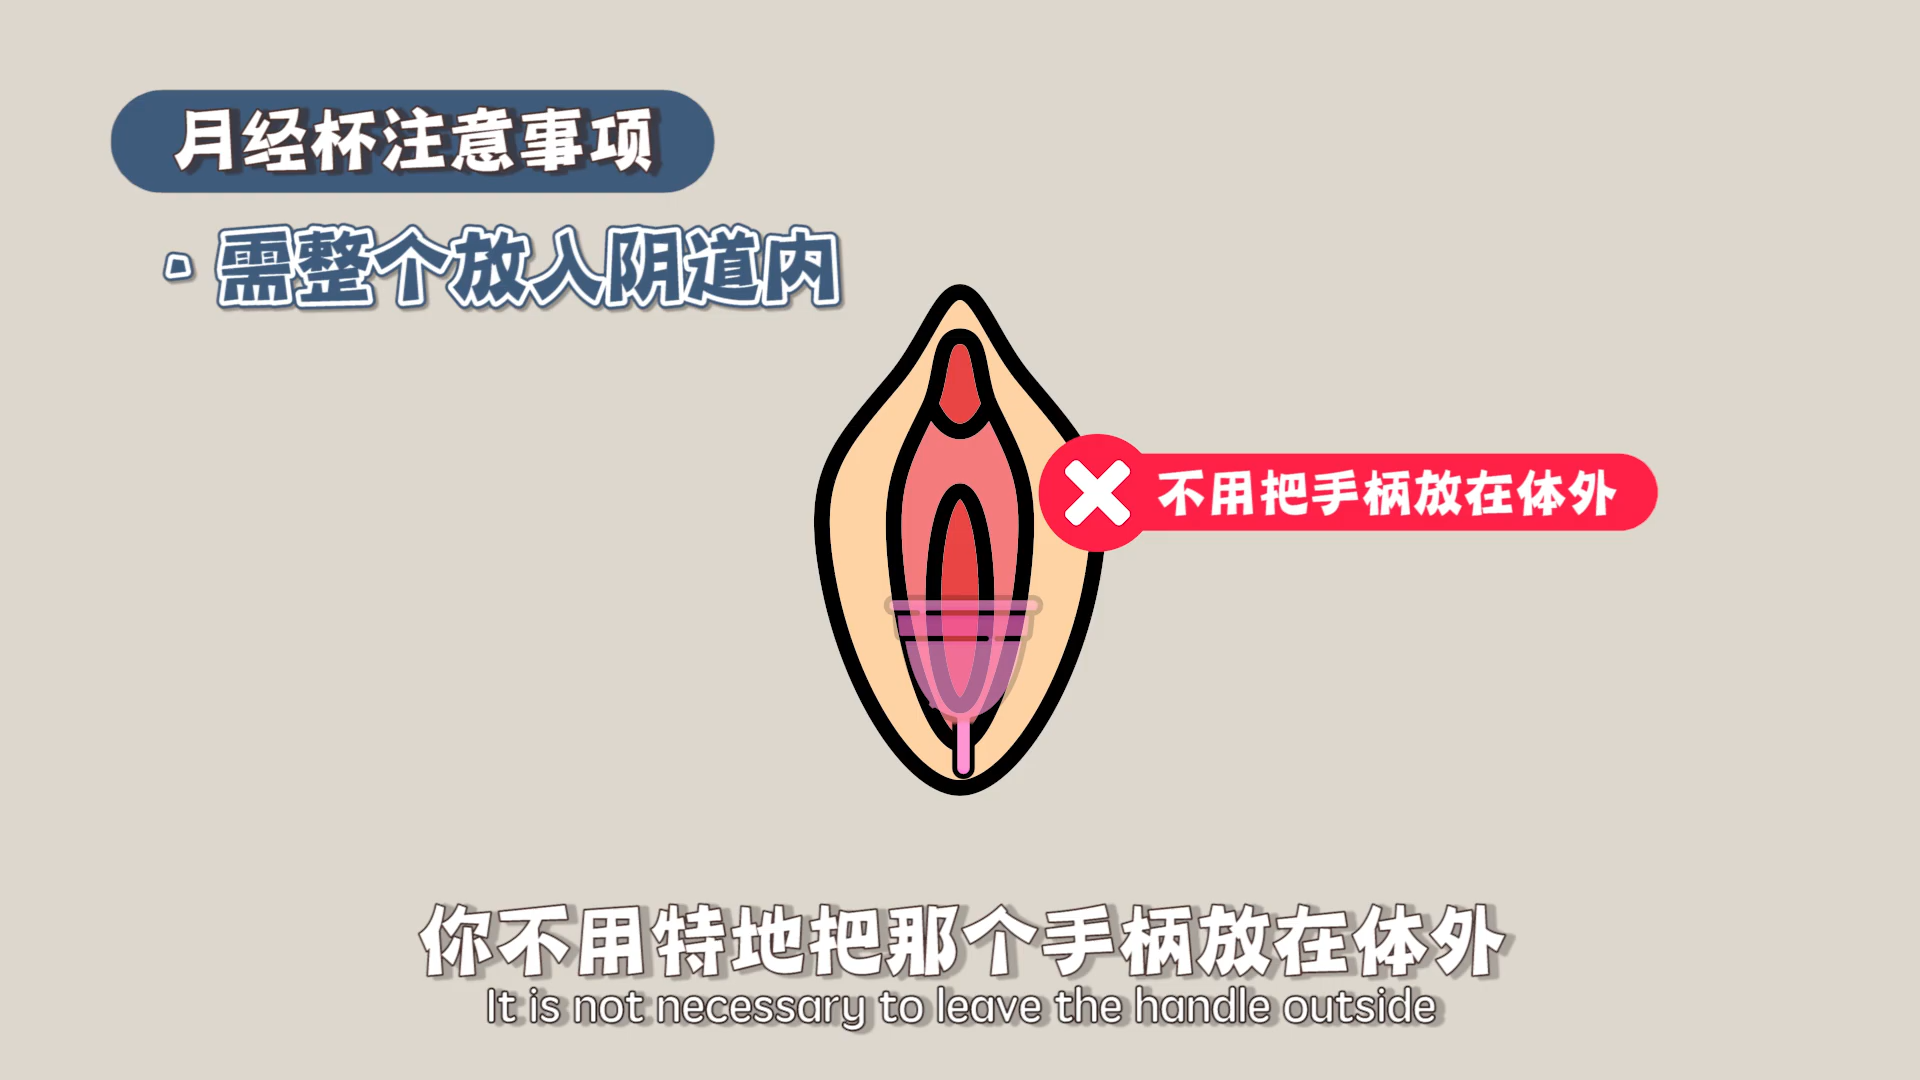 月经杯注意事项
· 需整个放入阴道内
不用把手柄放在体外
你不用特地把那个手柄放在体外
It is not necessary to leave the handle outside